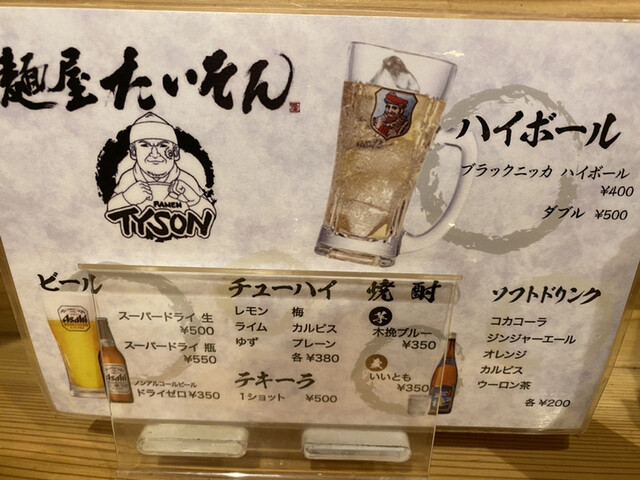 麺屋 たいそん
RAMEN
TYSON
ハイボール
ブラックニッカ ハイボール
¥400
ダブル ¥500
ビール
スーパードライ 生
¥500
スーパードライ 瓶
¥550
ノンアルコールビール
ドライゼロ ¥350
Asahi
Asahi
チューハイ
レモン 梅
ライム カルピス
ゆず プレーン
各 ¥380
テキーラ
1ショット ¥500
焼酎
芋
木挽ブルー
¥350
麦
いいとも ¥350
ソフトドリンク
コカコーラ
ジンジャーエール
オレンジ
カルピス
ウーロン茶
各 ¥200